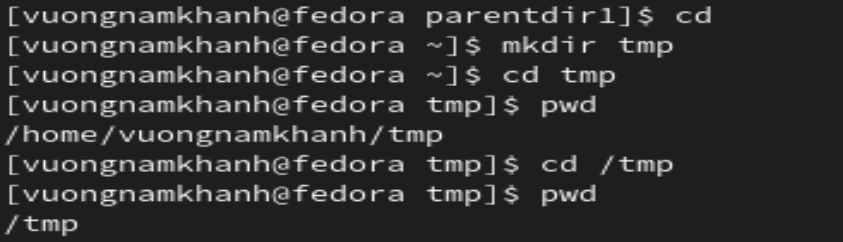 [vuongnamkhanh@fedora parentdir1]$ cd
[vuongnamkhanh@fedora ~]$ mkdir tmp
[vuongnamkhanh@fedora ~]$ cd tmp
[vuongnamkhanh@fedora tmp]$ pwd
/home/vuongnamkhanh/tmp
[vuongnamkhanh@fedora tmp]$ cd /tmp
[vuongnamkhanh@fedora tmp]$ pwd
/tmp